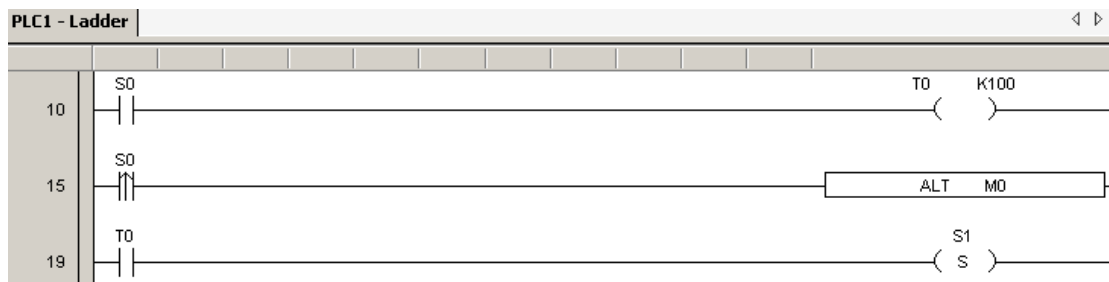 PLC1 - Ladder
S0 T0 K100
10 ( )
S0
15 ALT M0
T0 S1
19 ( S )